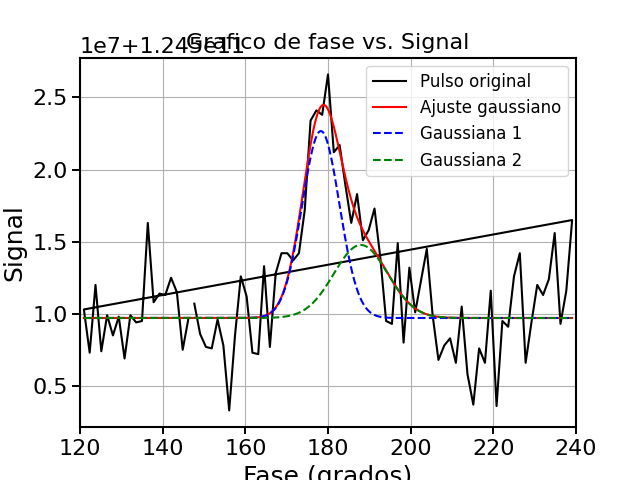 1e7+1.245e11
Grafico de fase vs. Signal
Pulso original
Ajuste gaussiano
Gaussiana 1
Gaussiana 2
Signal
2.5
2.0
1.5
1.0
0.5
120 140 160 180 200 220 240
Fase (grados)